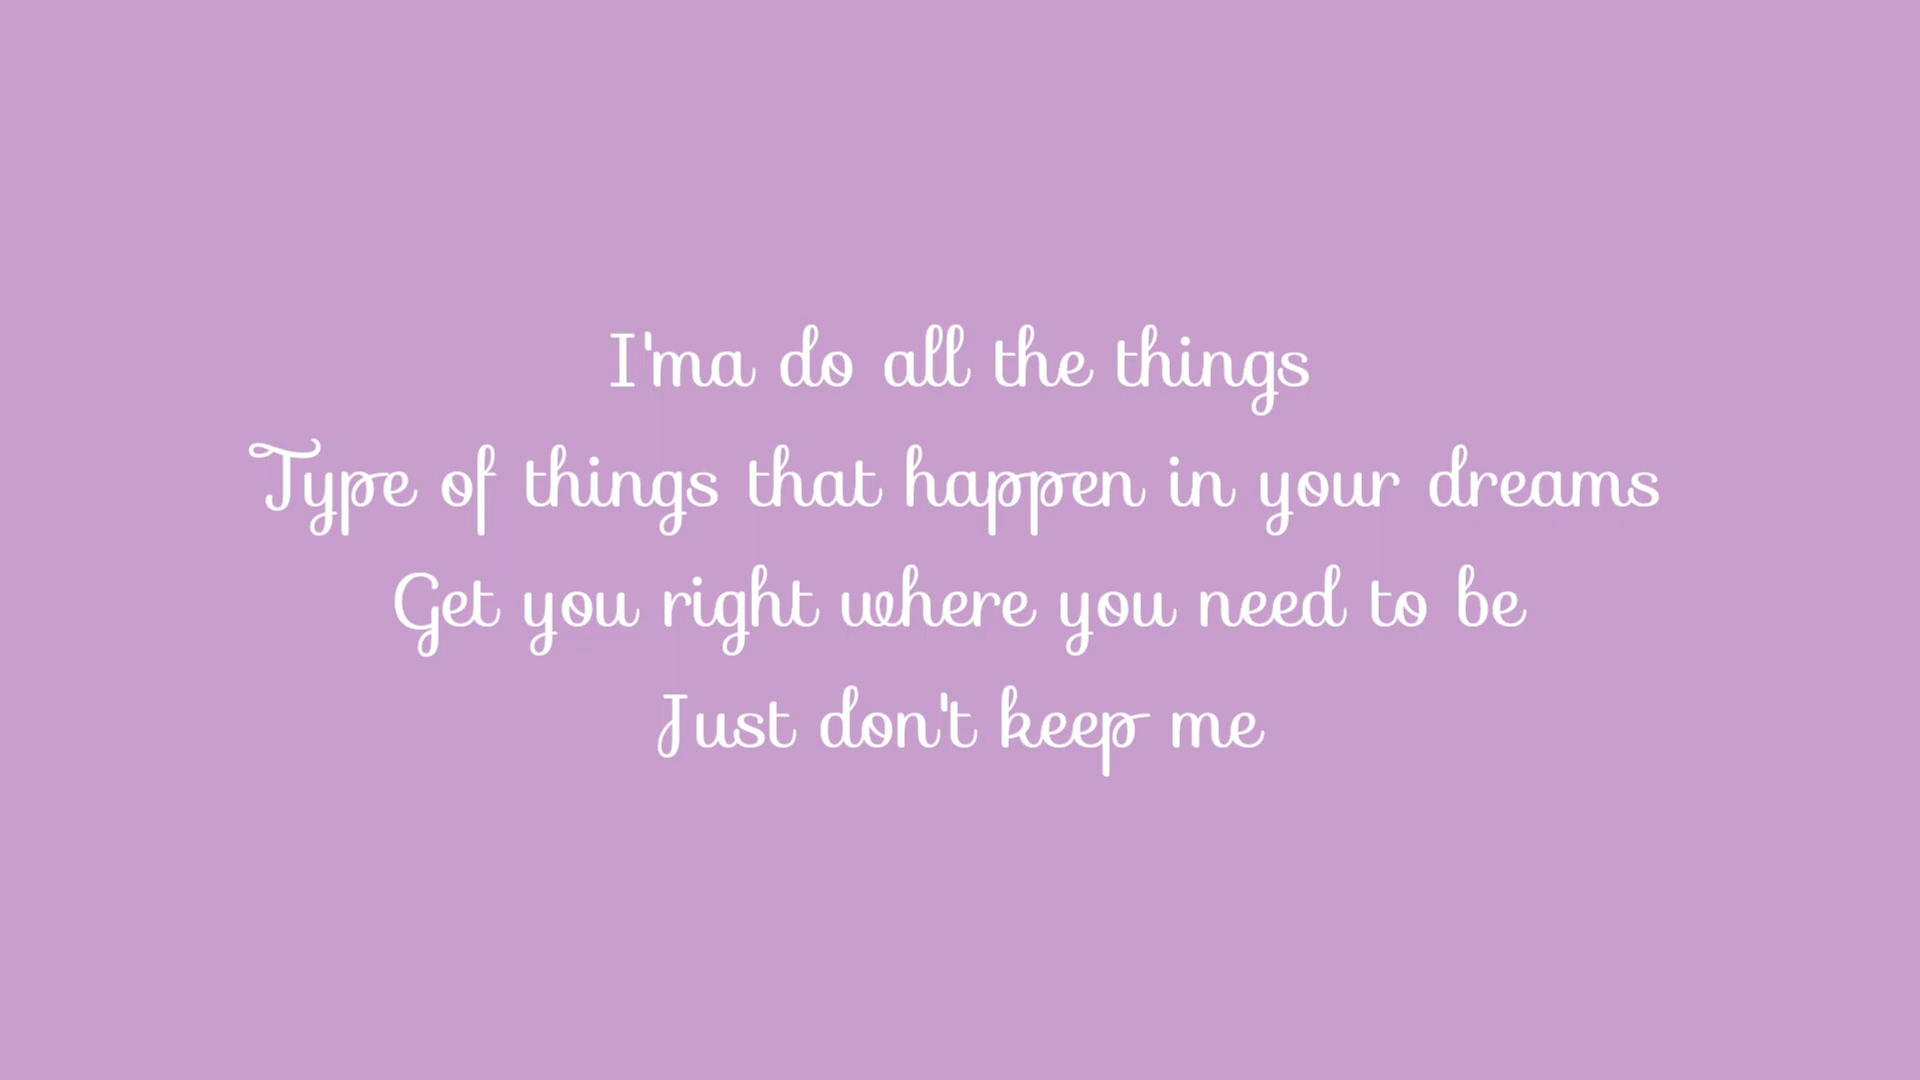 I'ma do all the things
Type of things that happen in your dreams
Get you right where you need to be
Just don't keep me